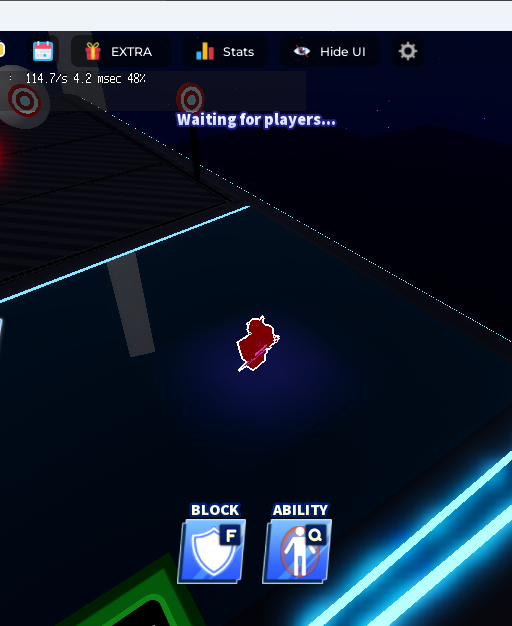 EXTRA Stats Hide UI
: 114.7/s 4.2 msec 48%
Waiting for players...
BLOCK ABILITY
F Q